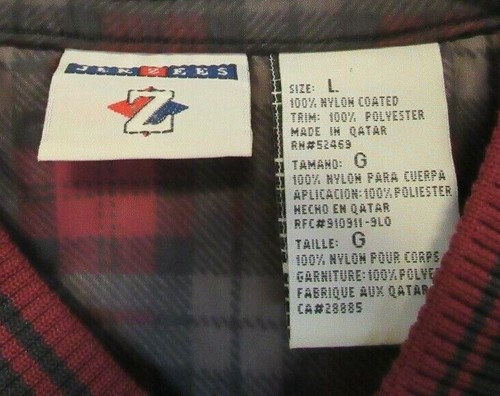 JERZEES
Z
SIZE: L
100% NYLON COATED
TRIM: 100% POLYESTER
MADE IN QATAR
RN#52469
TAMANO: G
100% NYLON PARA CUERPA
APLICACION: 100% POLIESTER
HECHO EN QATAR
RFC#910911-9L0
TAILLE: G
100% NYLON POUR CORPS
GARNITURE: 100% POLYE
FABRIQUE AUX QATAR
CA#28885